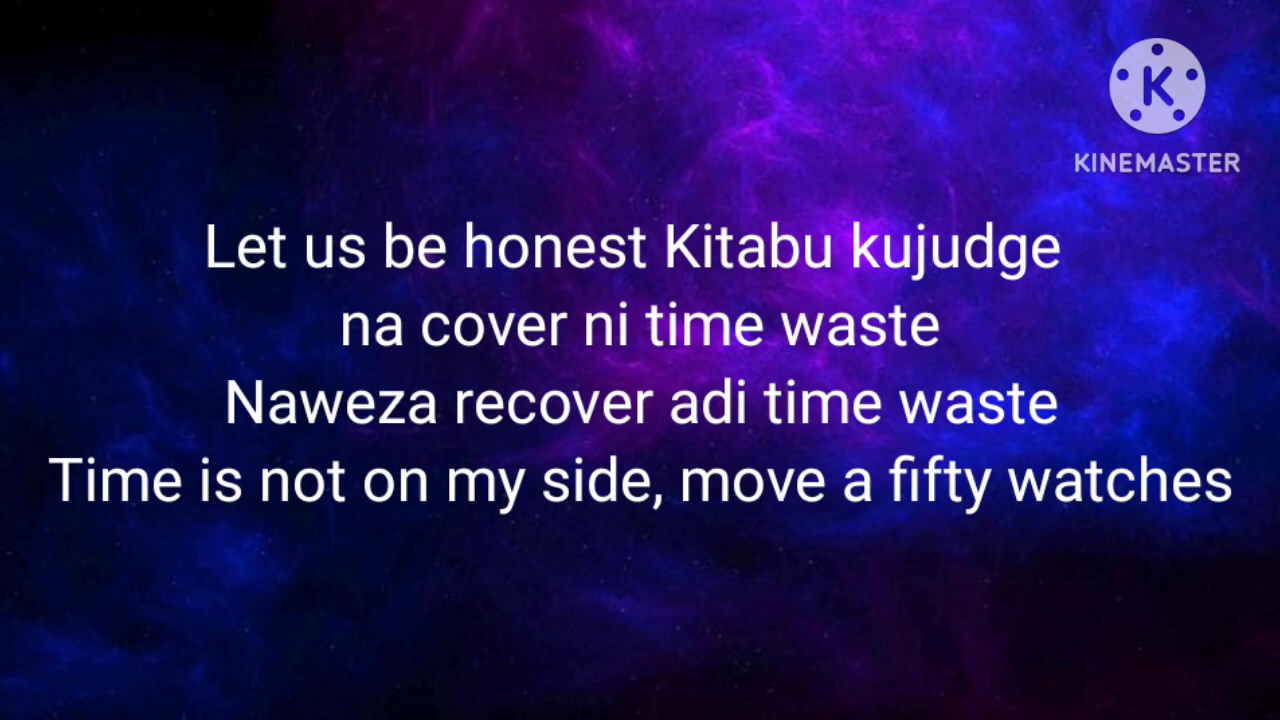 KINEMASTER
Let us be honest Kitabu kujudge
na cover ni time waste
Naweza recover adi time waste
Time is not on my side, move a fifty watches